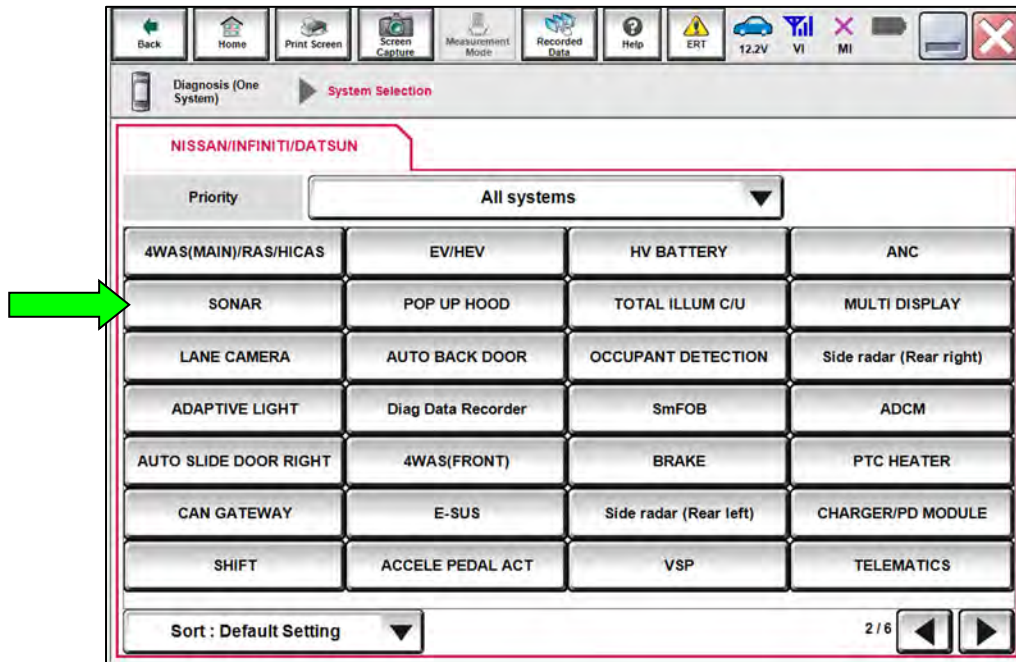 Back
Home
Print Screen
Screen
Capture
Measurement
Mode
Recorded
Data
Help
ERT
12.2V
VI
MI
Diagnosis (One
System)
System Selection
NISSAN/INFINITI/DATSUN
Priority
All systems
4WAS(MAIN)/RAS/HICAS
EV/HEV
HV BATTERY
ANC
SONAR
POP UP HOOD
TOTAL ILLUM C/U
MULTI DISPLAY
LANE CAMERA
AUTO BACK DOOR
OCCUPANT DETECTION
Side radar (Rear right)
ADAPTIVE LIGHT
Diag Data Recorder
SmFOB
ADCM
AUTO SLIDE DOOR RIGHT
4WAS(FRONT)
BRAKE
PTC HEATER
CAN GATEWAY
E-SUS
Side radar (Rear left)
CHARGER/PD MODULE
SHIFT
ACCELE PEDAL ACT
VSP
TELEMATICS
Sort : Default Setting
2/6